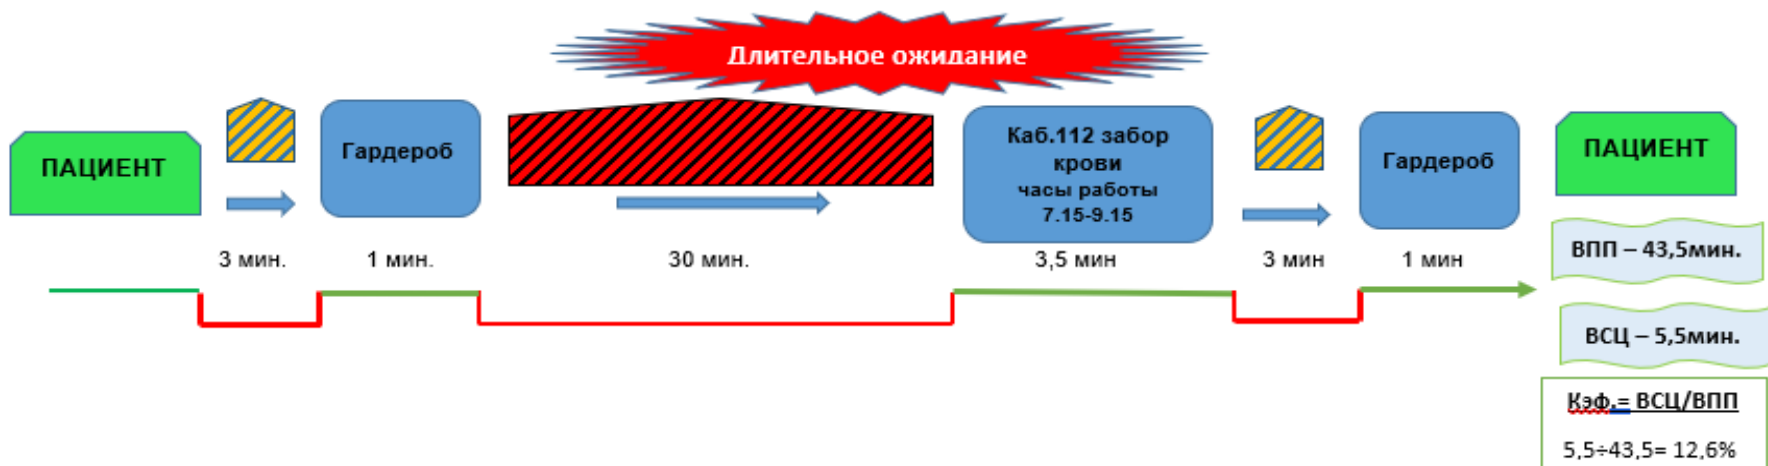 Длительное ожидание
ПАЦИЕНТ
Гардероб
Каб.112 забор
крови
часы работы
7.15-9.15
Гардероб
ПАЦИЕНТ
3 мин.
1 мин.
30 мин.
3,5 мин
3 мин
1 мин
ВПП – 43,5мин.
ВСЦ – 5,5мин.
Кэф.= ВСЦ/ВПП
5,5÷43,5= 12,6%